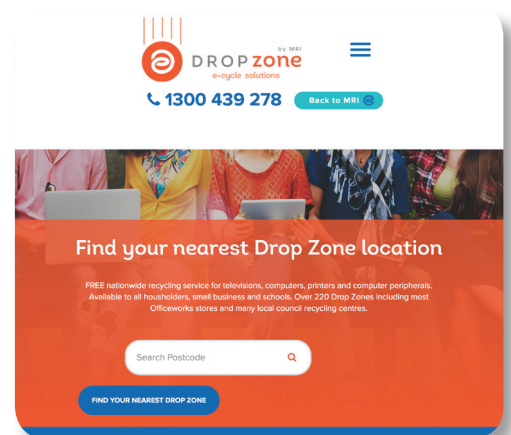 by MRI
DROP zone
e-cycle solutions
1300 439 278
Back to MRI
Find your nearest Drop Zone location
FREE nationwide recycling service for televisions, computers, printers and computer peripherals.
Available to all housholders, small business and schools. Over 220 Drop Zones including most
Officeworks stores and many local council recycling centres.
Search Postcode
FIND YOUR NEAREST DROP ZONE